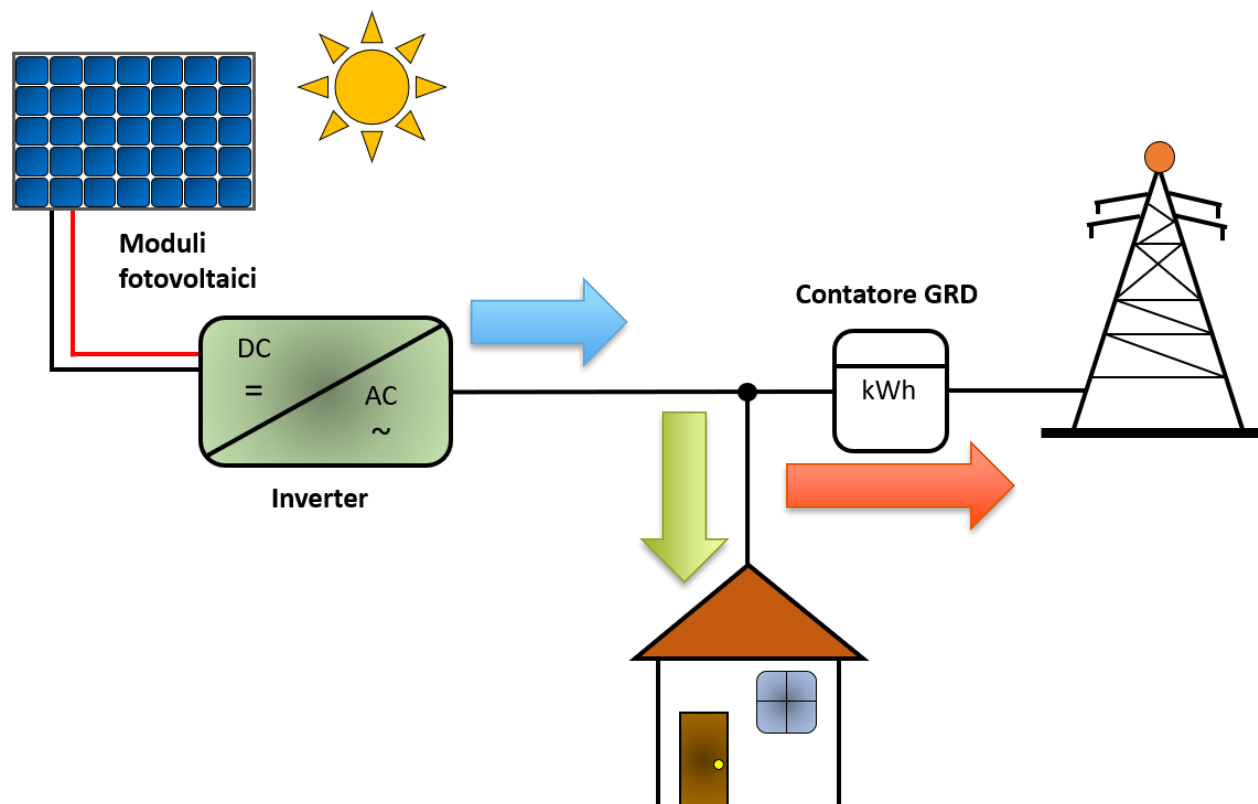 Moduli
fotovoltaici
DC
=
AC
~
Inverter
Contatore GRD
kWh